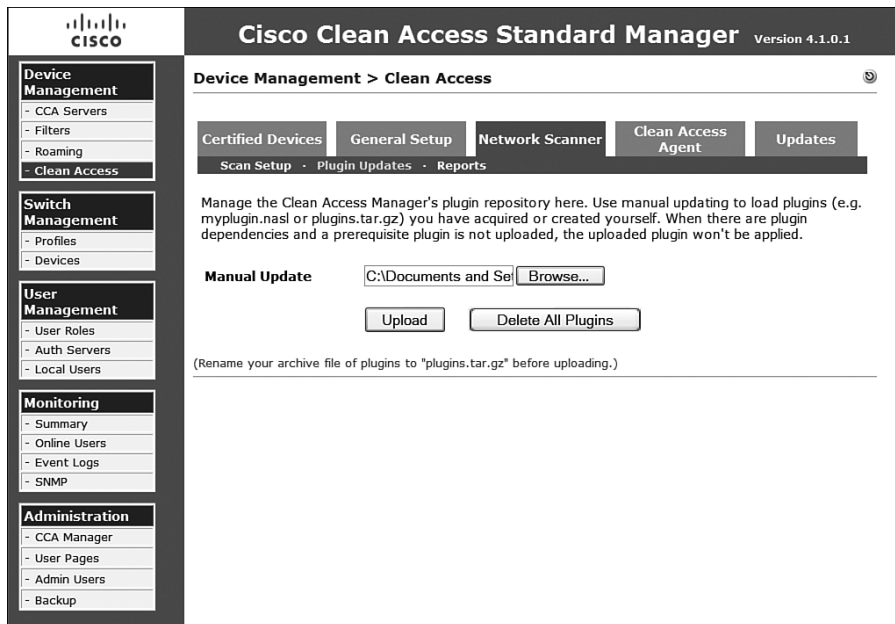 CISCO
Cisco Clean Access Standard Manager Version 4.1.0.1
Device
Management
- CCA Servers
- Filters
- Roaming
- Clean Access
Switch
Management
- Profiles
- Devices
User
Management
- User Roles
- Auth Servers
- Local Users
Monitoring
- Summary
- Online Users
- Event Logs
- SNMP
Administration
- CCA Manager
- User Pages
- Admin Users
- Backup
Device Management > Clean Access
Certified Devices
General Setup
Network Scanner
Clean Access
Agent
Updates
Scan Setup · Plugin Updates · Reports
Manage the Clean Access Manager's plugin repository here. Use manual updating to load plugins (e.g.
myplugin.nasl or plugins.tar.gz) you have acquired or created yourself. When there are plugin
dependencies and a prerequisite plugin is not uploaded, the uploaded plugin won't be applied.
Manual Update C:\Documents and Set Browse...
Upload Delete All Plugins
(Rename your archive file of plugins to "plugins.tar.gz" before uploading.)